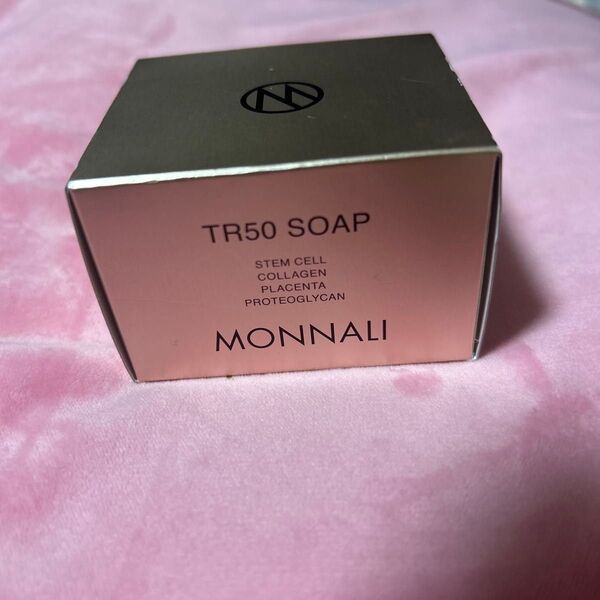 TR50 SOAP
STEM CELL
COLLAGEN
PLACENTA
PROTEOGLYCAN
MONNALI